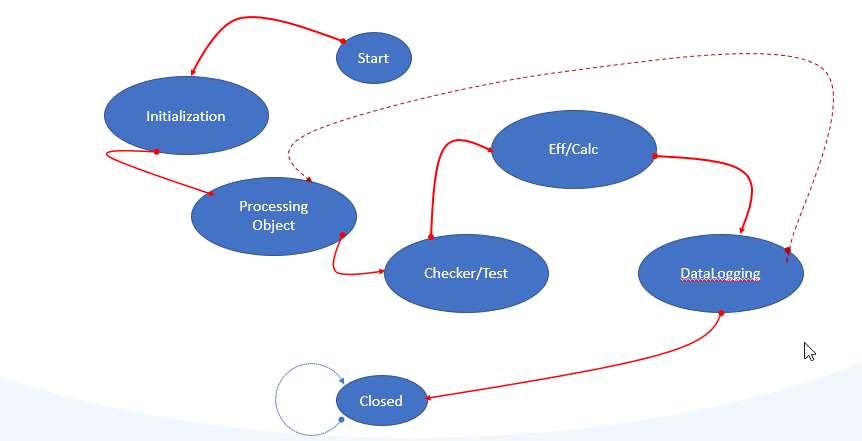 Start
Initialization
Eff/Calc
Processing
Object
Checker/Test
DataLogging
Closed